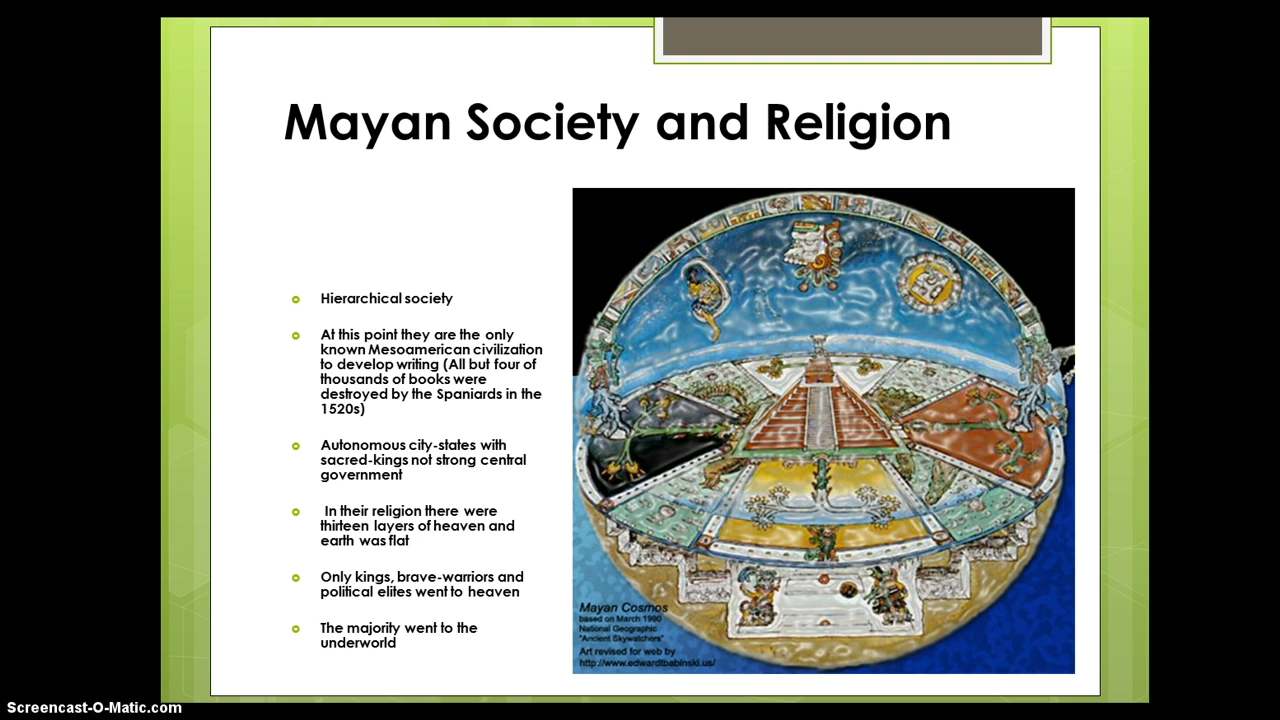 Mayan Society and Religion
Hierarchical society
At this point they are the only
known Mesoamerican civilization
to develop writing (All but four of
thousands of books were
destroyed by the Spaniards in the
1520s)
Autonomous city-states with
sacred-kings not strong central
government
In their religion there were
thirteen layers of heaven and
earth was flat
Only kings, brave-warriors and
political elites went to heaven
The majority went to the
underworld
Mayan Cosmos
based on March 1990
National Geographic
"Ancient Skywatchers"
Art revised for web by
http://www.edwardtbabinski.us/
Screencast-O-Matic.com